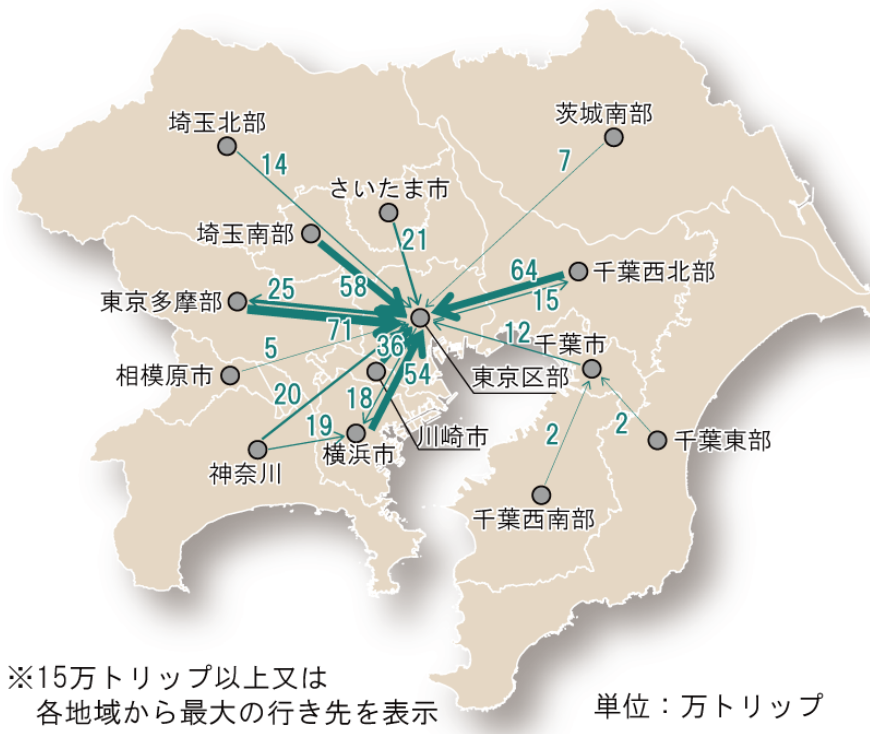 茨城南部
埼玉北部
7
14
さいたま市
埼玉南部
21
64
千葉西北部
58
25
15
東京多摩部
71
12
千葉市
36
5
相模原市
54
東京区部
20
18
19
川崎市
2
2
千葉東部
横浜市
神奈川
千葉西南部
※15万トリップ以上又は
各地域から最大の行き先を表示
単位：万トリップ